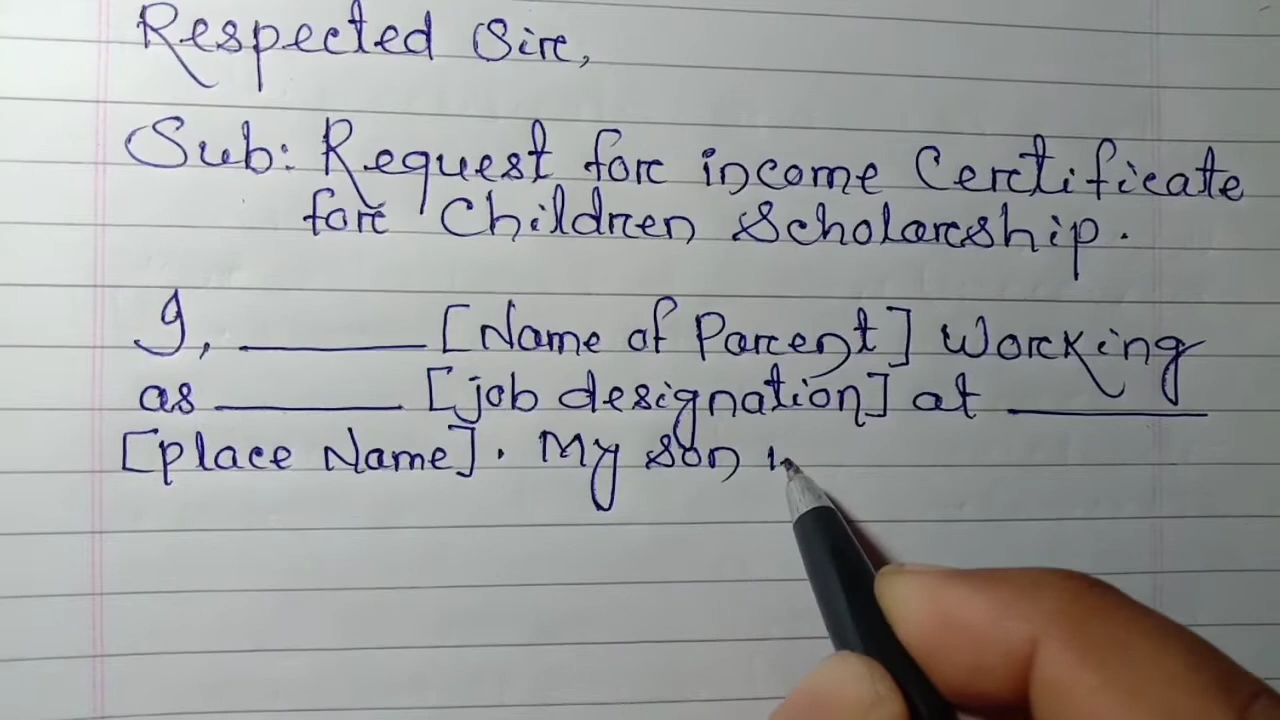 Respected Sir,
Sub: Request for income Certificate
for Children Scholarship.
I, ________ [Name of Parent] Working
as ________ [job designation] at ________
[place Name]. My son